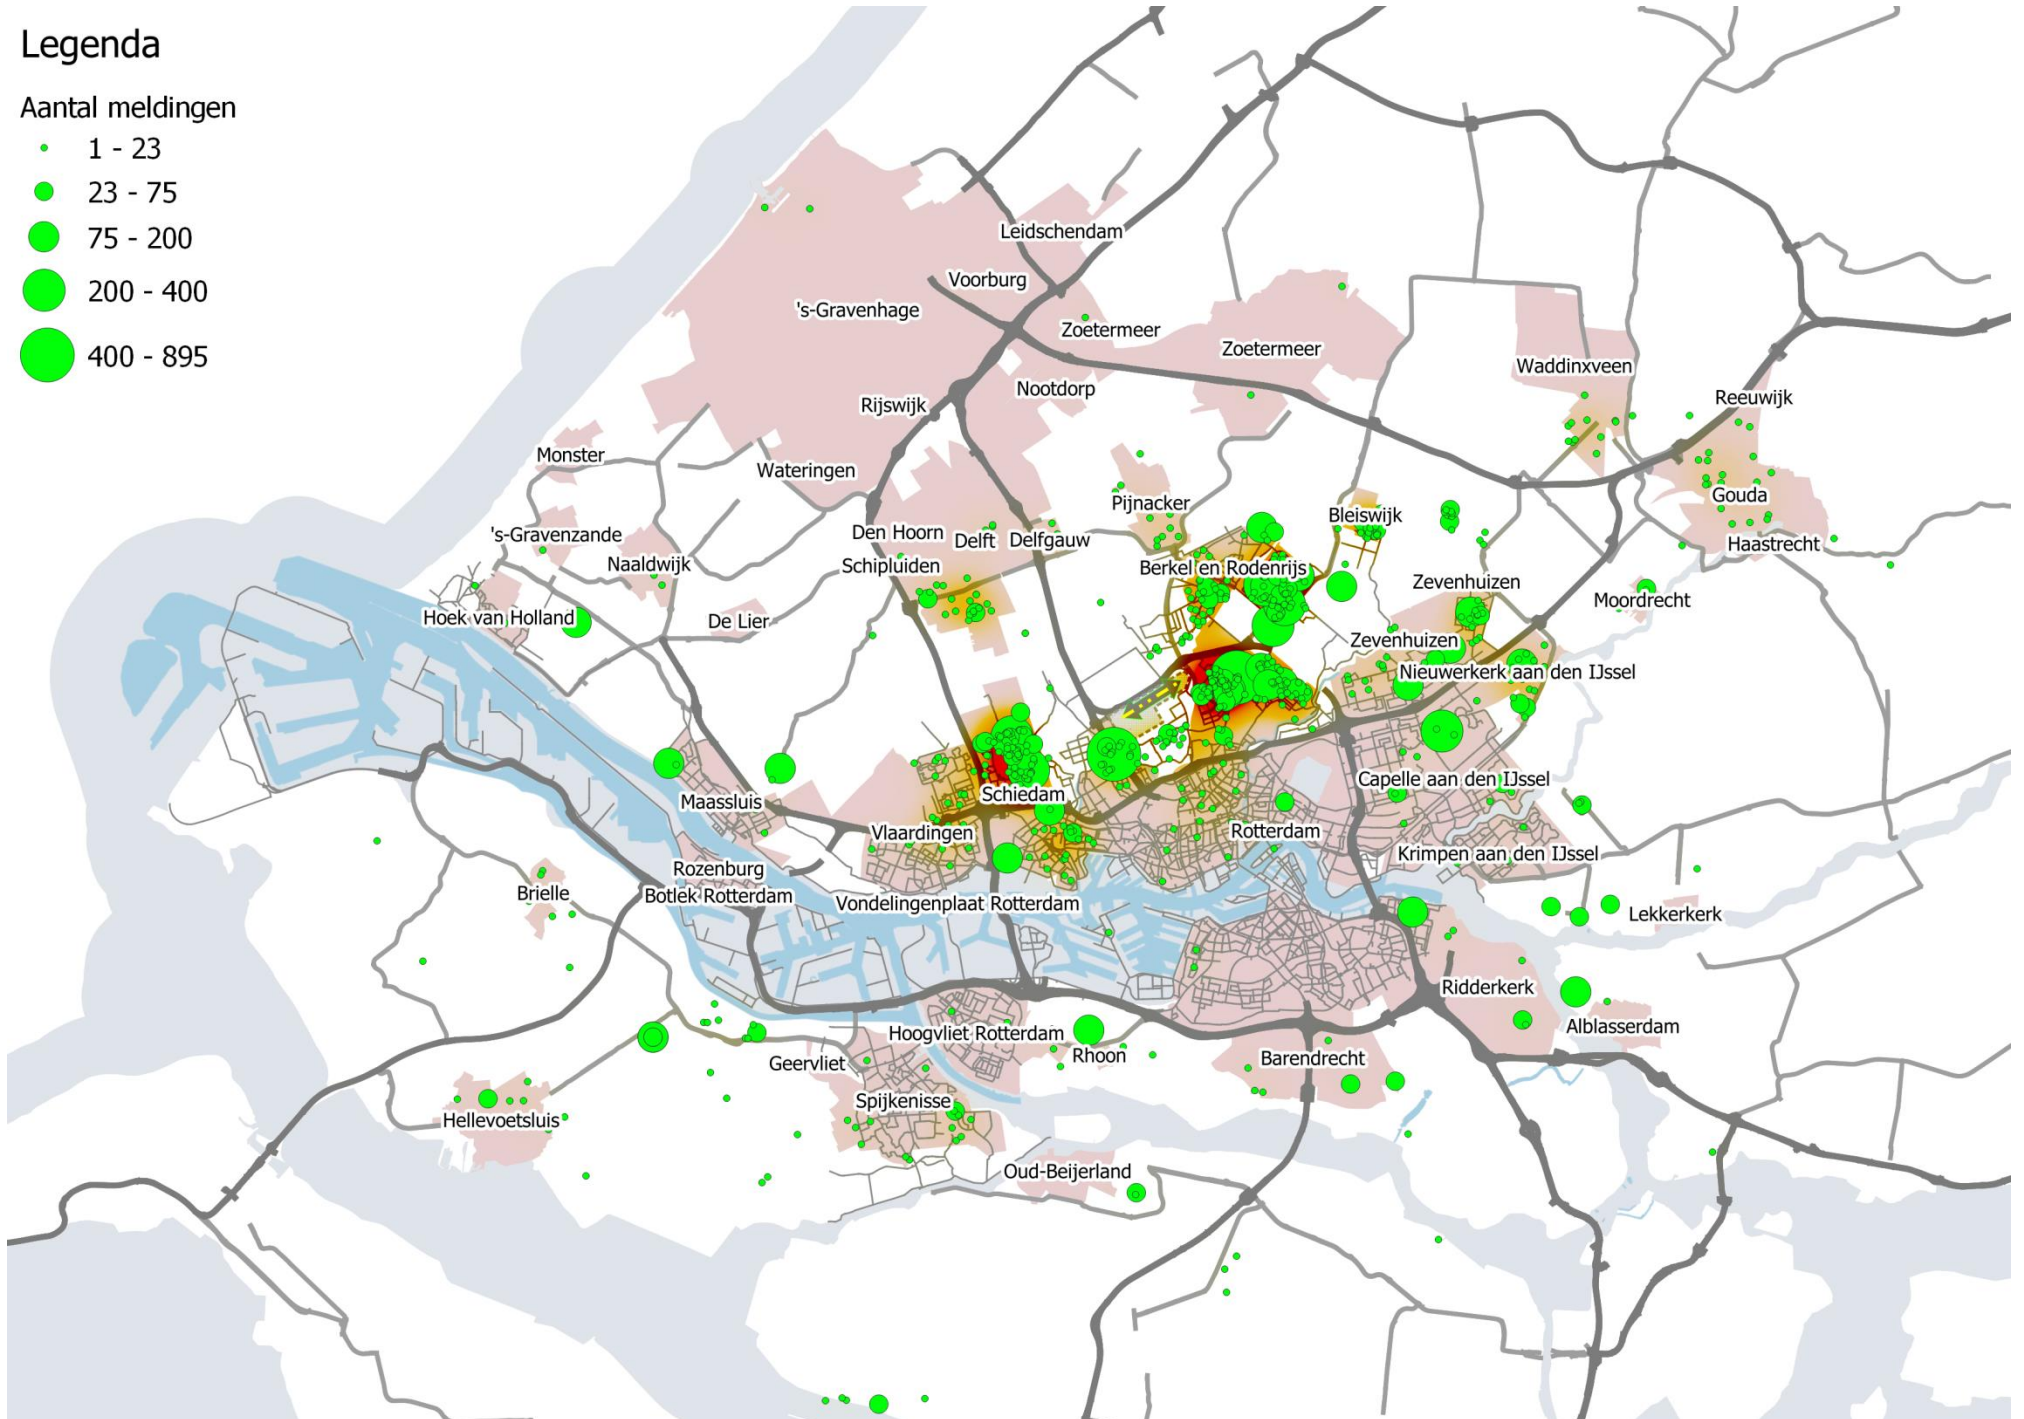 Legenda
Aantal meldingen
1 - 23
23 - 75
75 - 200
200 - 400
400 - 895
Leidschendam
Voorburg
's-Gravenhage
Zoetermeer
Zoetermeer
Waddinxveen
Nootdorp
Reeuwijk
Rijswijk
Monster
Wateringen
Pijnacker
Gouda
Bleiswijk
's-Gravenzande
Den Hoorn
Delft
Delfgauw
Haastrecht
Naaldwijk
Schipluiden
Berkel en Rodenrijs
Zevenhuizen
Moordrecht
Hoek van Holland
De Lier
Zevenhuizen
Nieuwerkerk aan den IJssel
Capelle aan den IJssel
Schiedam
Maassluis
Vlaardingen
Rotterdam
Krimpen aan den IJssel
Rozenburg
Brielle
Botlek Rotterdam
Vondelingenplaat Rotterdam
Lekkerkerk
Ridderkerk
Alblasserdam
Hoogvliet Rotterdam
Rhoon
Barendrecht
Geervliet
Spijkenisse
Hellevoetsluis
Oud-Beijerland